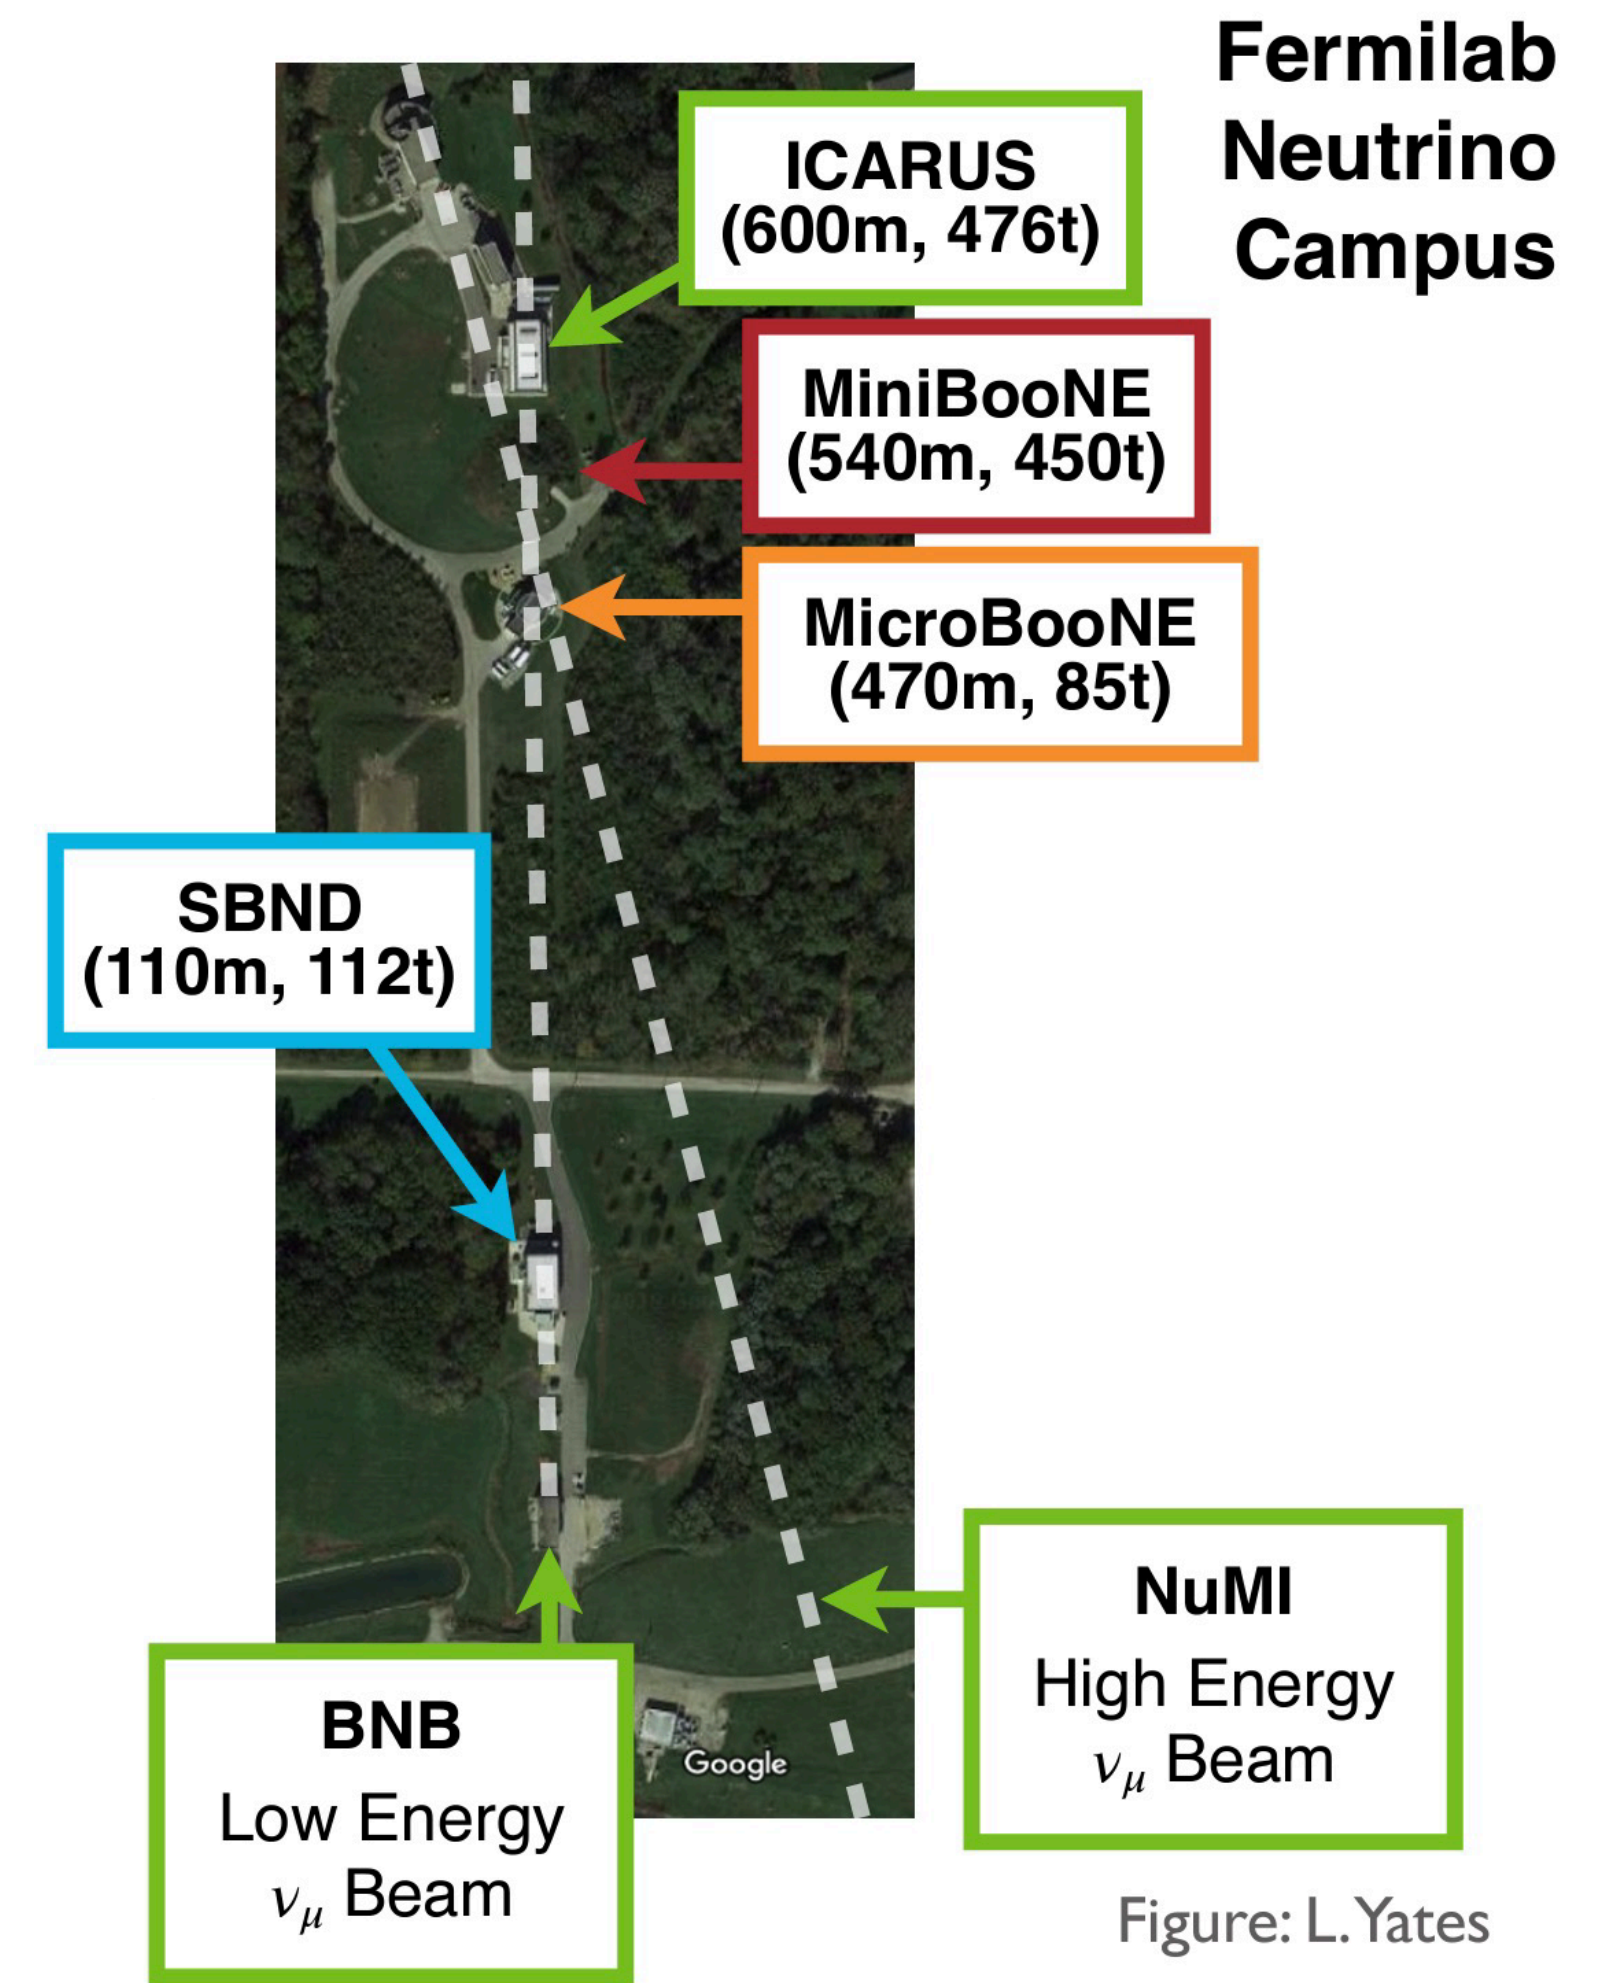 Fermilab
Neutrino
Campus
ICARUS
(600m, 476t)
MiniBooNE
(540m, 450t)
MicroBooNE
(470m, 85t)
SBND
(110m, 112t)
NuMI
High Energy
νμ Beam
BNB
Low Energy
νμ Beam
Google
Figure: L. Yates